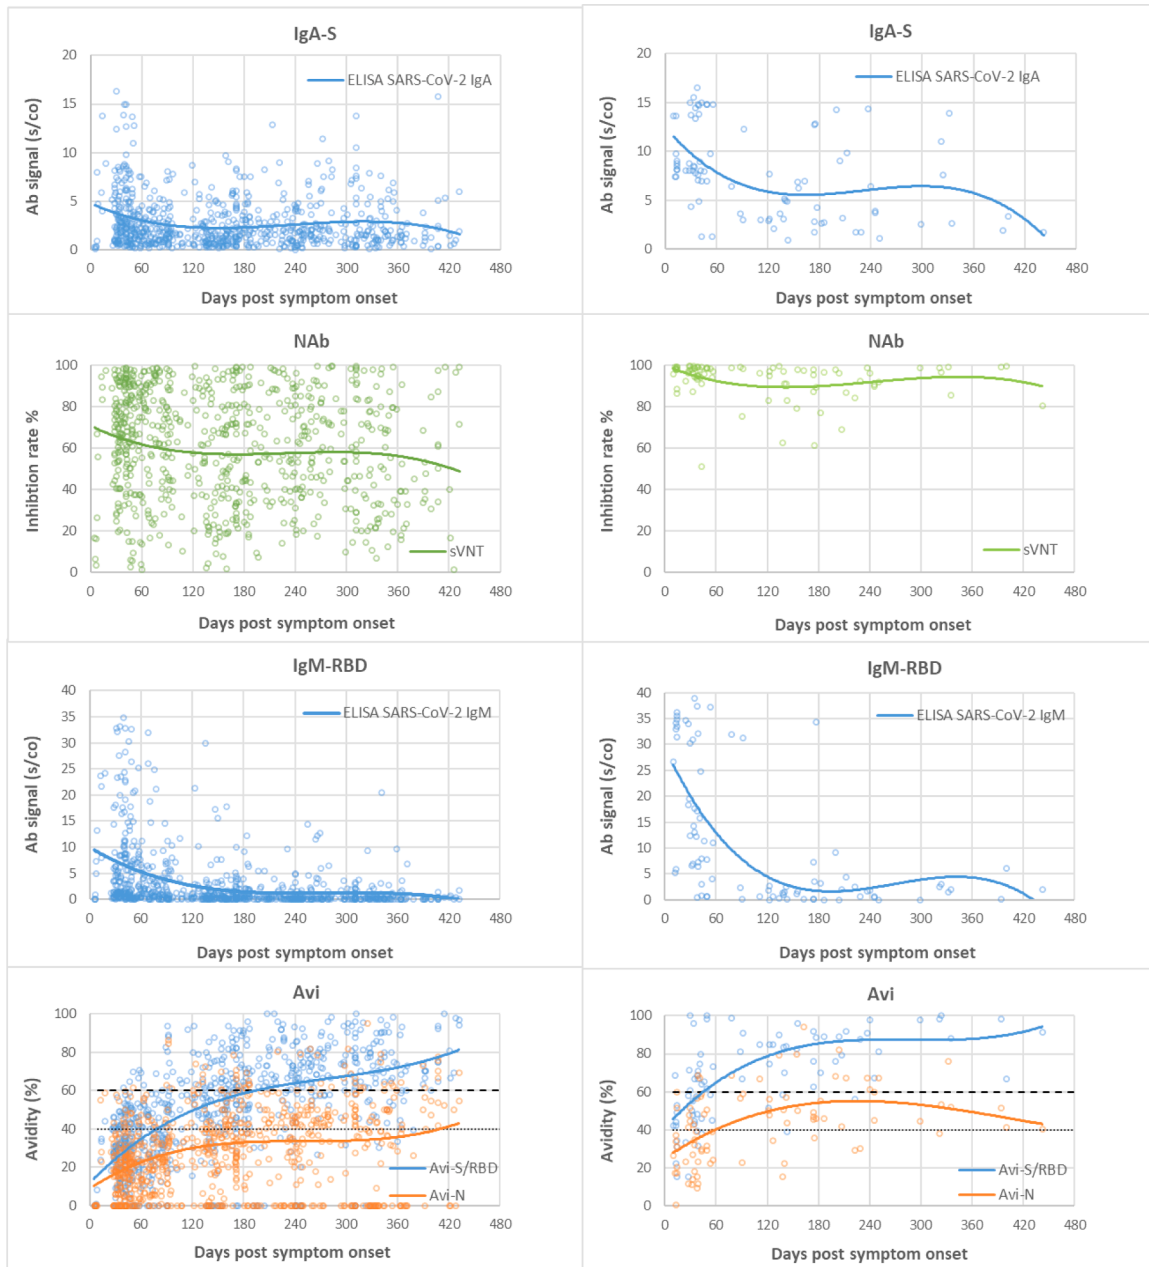 IgA-S
20
15
10
5
0
Ab signal (s/co)
ELISA SARS-CoV-2 IgA
0 60 120 180 240 300 360 420 480
Days post symptom onset
IgA-S
20
15
10
5
0
Ab signal (s/co)
ELISA SARS-CoV-2 IgA
0 60 120 180 240 300 360 420 480
Days post symptom onset
NAb
100
80
60
40
20
0
Inhibtion rate %
sVNT
0 60 120 180 240 300 360 420 480
Days post symptom onset
NAb
100
80
60
40
20
0
Inhibtion rate %
sVNT
0 60 120 180 240 300 360 420 480
Days post symptom onset
IgM-RBD
40
35
30
25
20
15
10
5
0
Ab signal (s/co)
ELISA SARS-CoV-2 IgM
0 60 120 180 240 300 360 420 480
Days post symptom onset
IgM-RBD
40
35
30
25
20
15
10
5
0
Ab signal (s/co)
ELISA SARS-CoV-2 IgM
0 60 120 180 240 300 360 420 480
Days post symptom onset
Avi
100
80
60
40
20
0
Avidity (%)
Avi-S/RBD
Avi-N
0 60 120 180 240 300 360 420 480
Days post symptom onset
Avi
100
80
60
40
20
0
Avidity (%)
Avi-S/RBD
Avi-N
0 60 120 180 240 300 360 420 480
Days post symptom onset